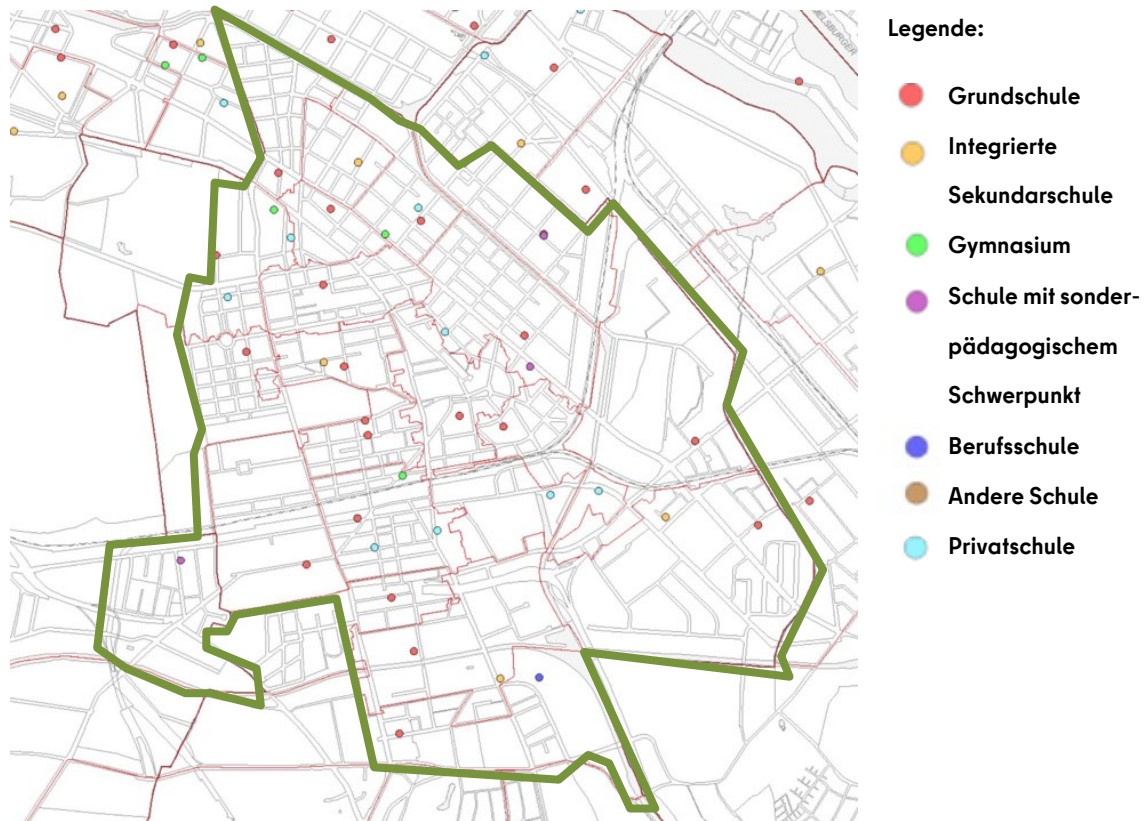 Legende:
Grundschule
Integrierte
Sekundarschule
Gymnasium
Schule mit sonder-
pädagogischem
Schwerpunkt
Berufsschule
Andere Schule
Privatschule